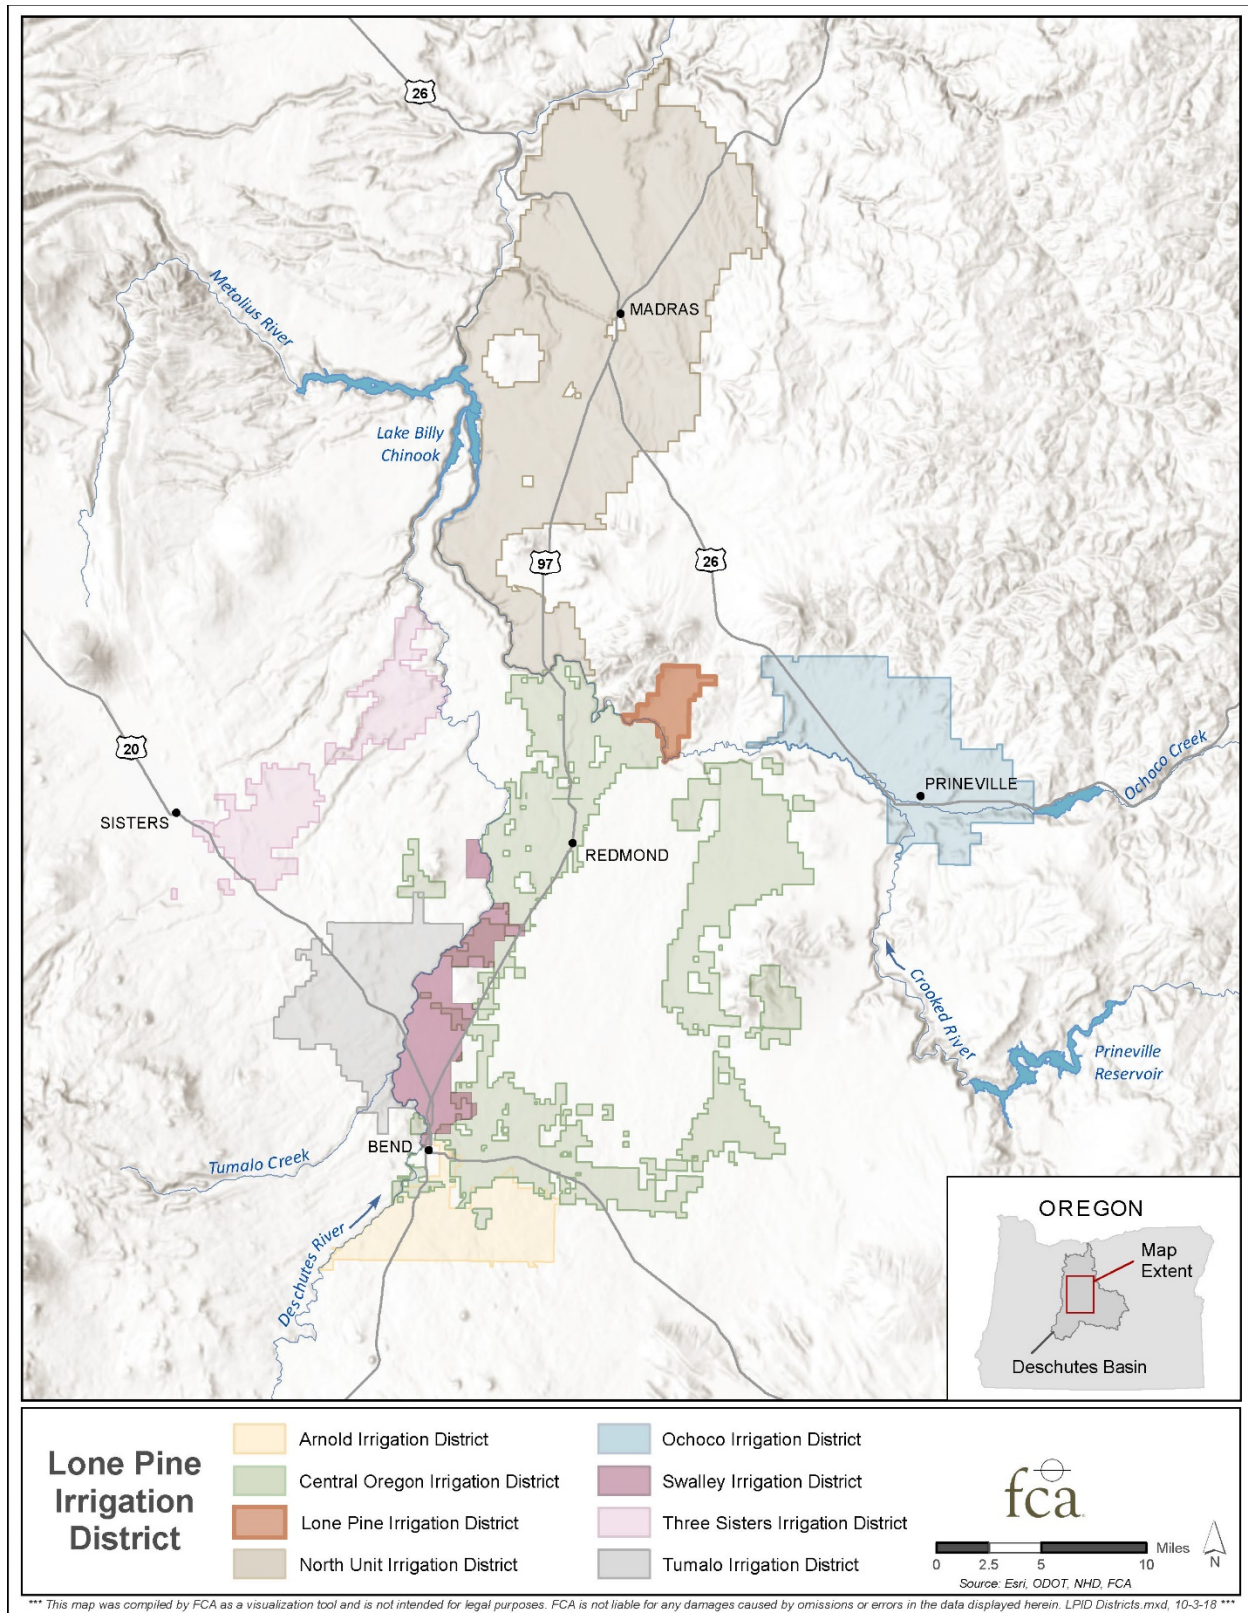 26
Metolius River
MADRAS
Lake Billy
Chinook
97
26
20
SISTERS
PRINEVILLE
Ochoco Creek
REDMOND
Crooked River
Prineville
Reservoir
BEND
Tumalo Creek
Deschutes River
OREGON
Map
Extent
Deschutes Basin
Lone Pine
Irrigation
District
Arnold Irrigation District
Central Oregon Irrigation District
Lone Pine Irrigation District
North Unit Irrigation District
Ochoco Irrigation District
Swalley Irrigation District
Three Sisters Irrigation District
Tumalo Irrigation District
fca
Miles
0 2.5 5 10
N
Source: Esri, ODOT, NHD, FCA
*** This map was compiled by FCA as a visualization tool and is not intended for legal purposes. FCA is not liable for any damages caused by omissions or errors in the data displayed herein. LPID Districts.mxd, 10-3-18 ***